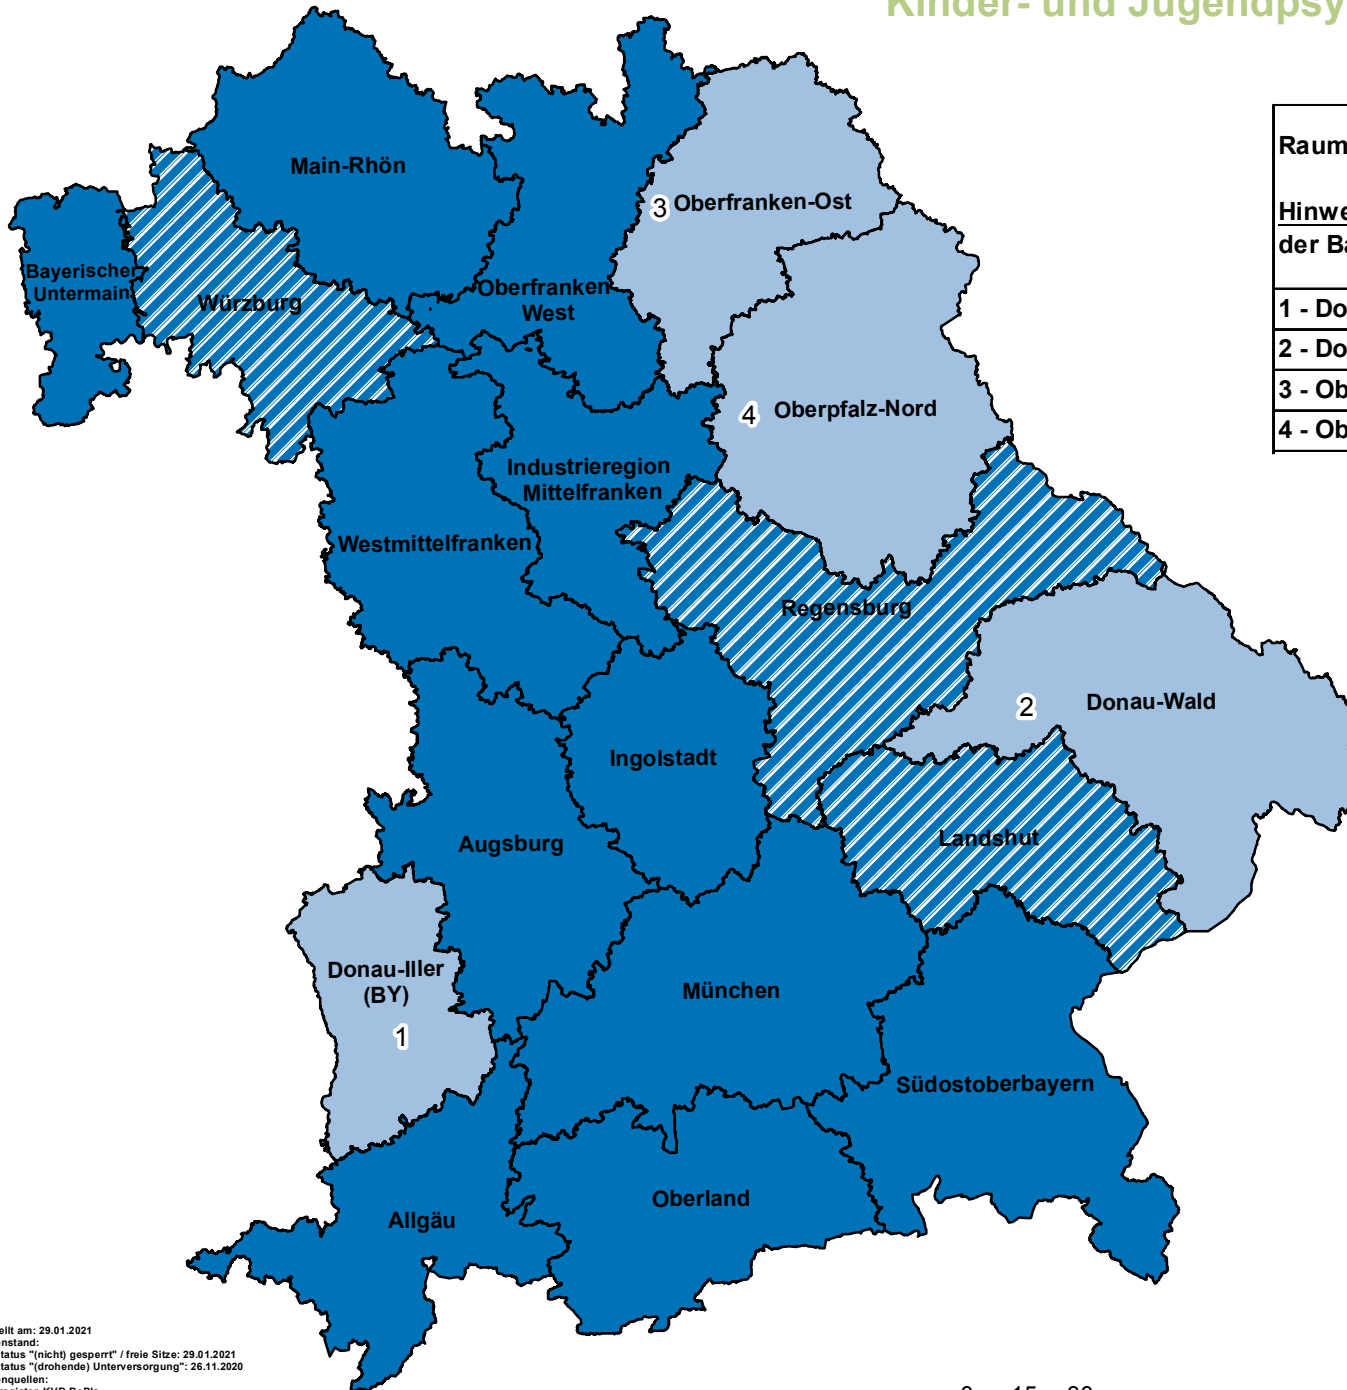 Kinder- und Jugendpsy
Raum
Hinwe
der Ba
1 - Do
2 - Do
3 - Ob
4 - Ob
Main-Rhön
3 Oberfranken-Ost
Bayerischer
Untermain
Würzburg
Oberfranken
West
4 Oberpfalz-Nord
Industrieregion
Mittelfranken
Westmittelfranken
Regensburg
2 Donau-Wald
Ingolstadt
Landshut
Augsburg
Donau-Iller
(BY)
1
München
Südostoberbayern
Oberland
Allgäu
ellt am: 29.01.2021
enstand:
tatus "(nicht) gesperrt" / freie Sitze: 29.01.2021
tatus "(drohende) Unterversorgung": 26.11.2020
enquellen: